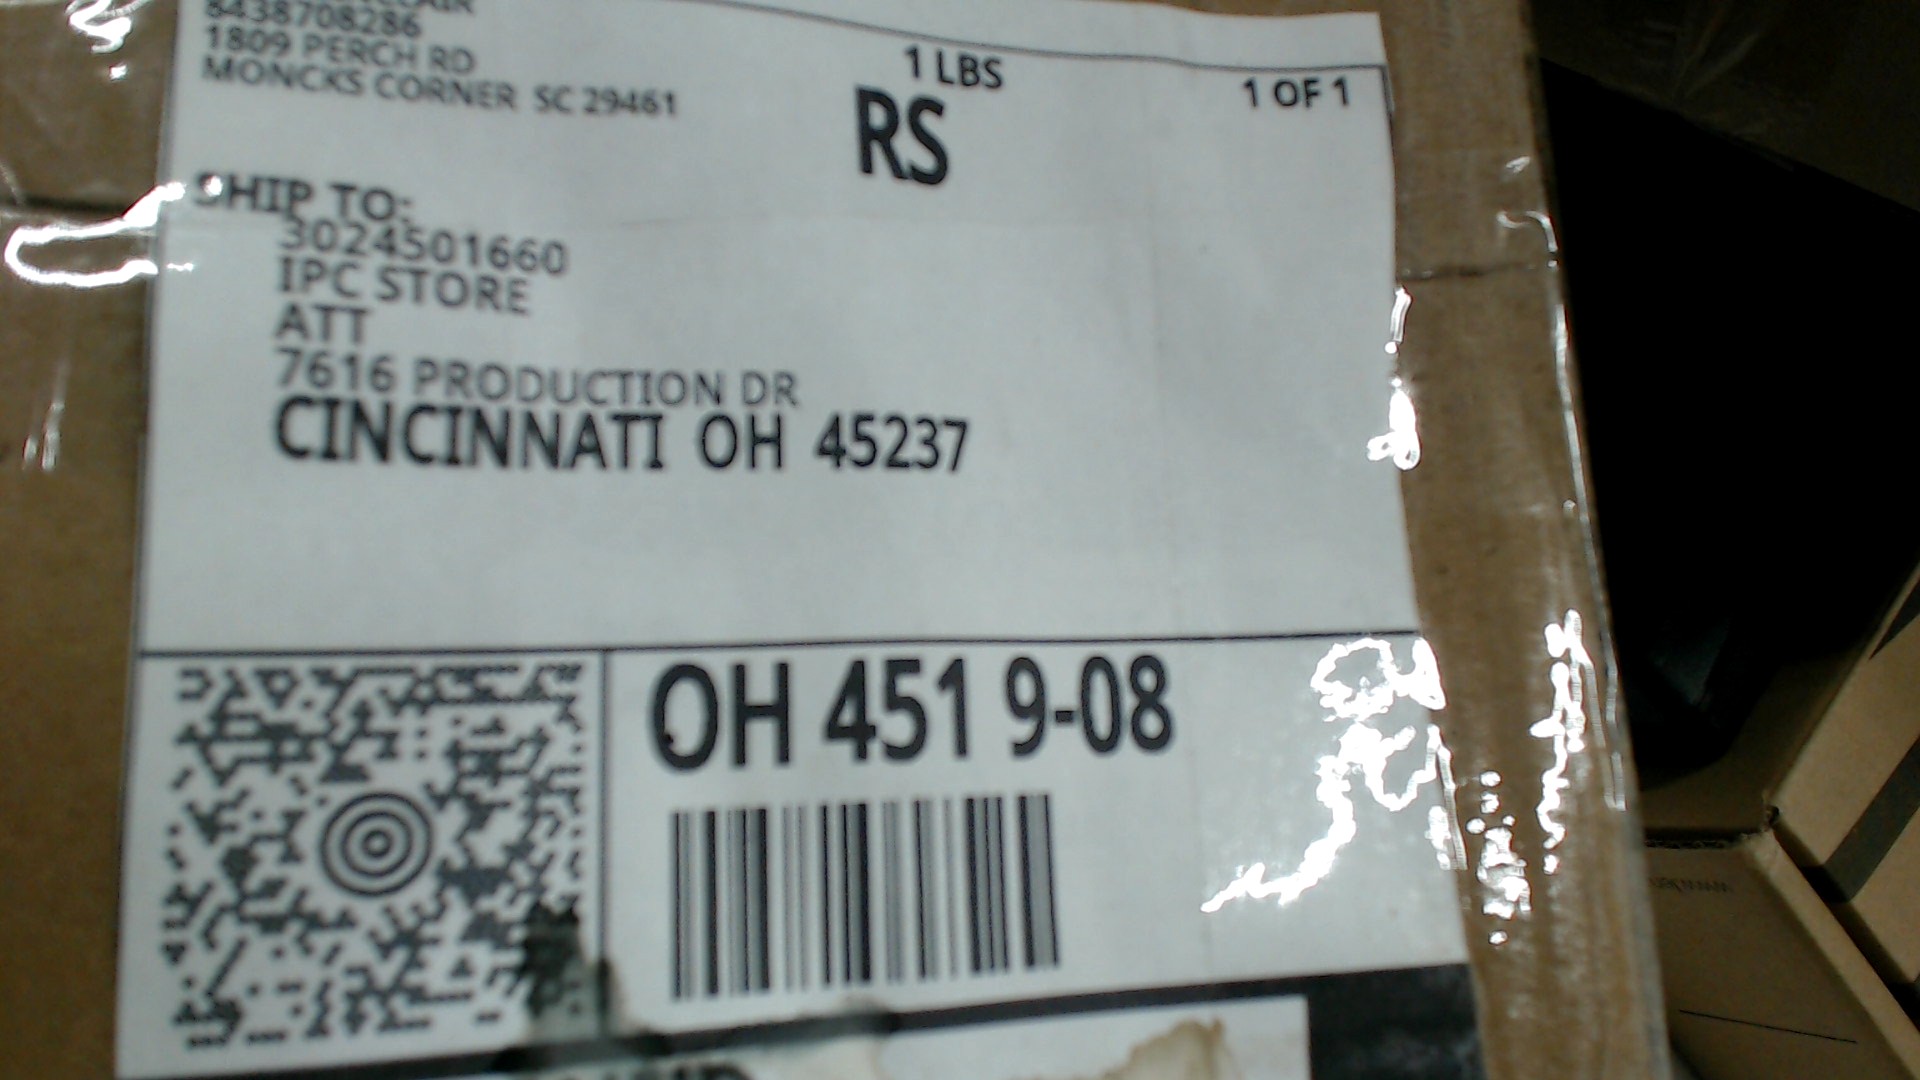 8438708286
1809 PERCH RD
MONCKS CORNER SC 29461
1 LBS
RS
1 OF 1
SHIP TO:
3024501660
IPC STORE
ATT
7616 PRODUCTION DR
CINCINNATI OH 45237
OH 451 9-08